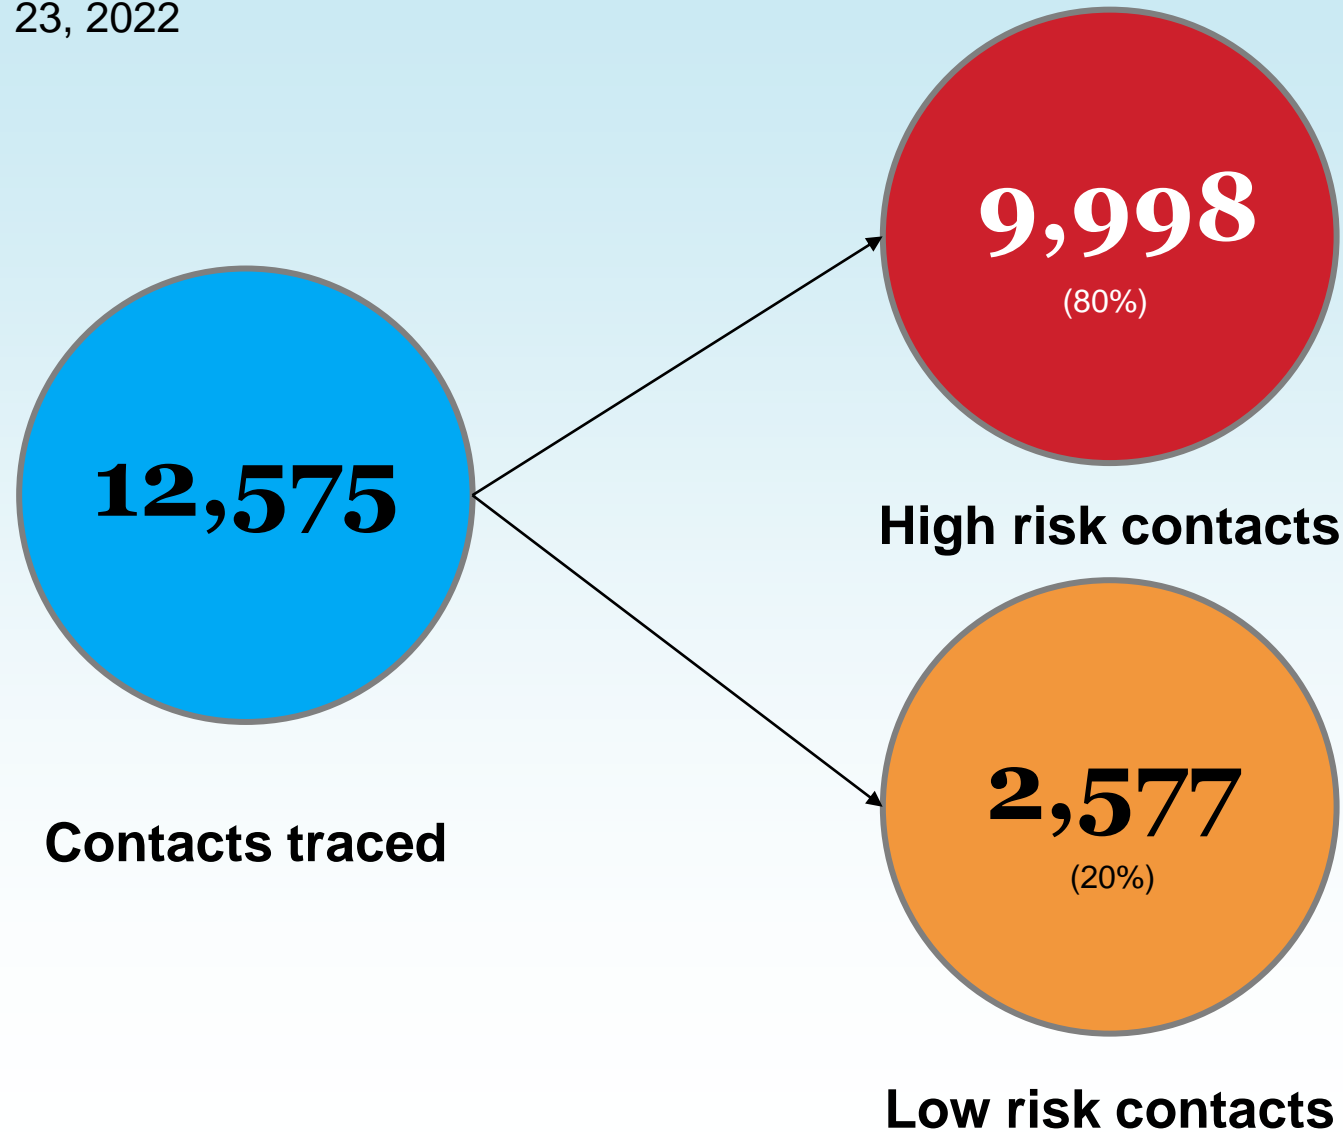 23, 2022
12,575
Contacts traced
9,998
(80%)
High risk contacts
2,577
(20%)
Low risk contacts